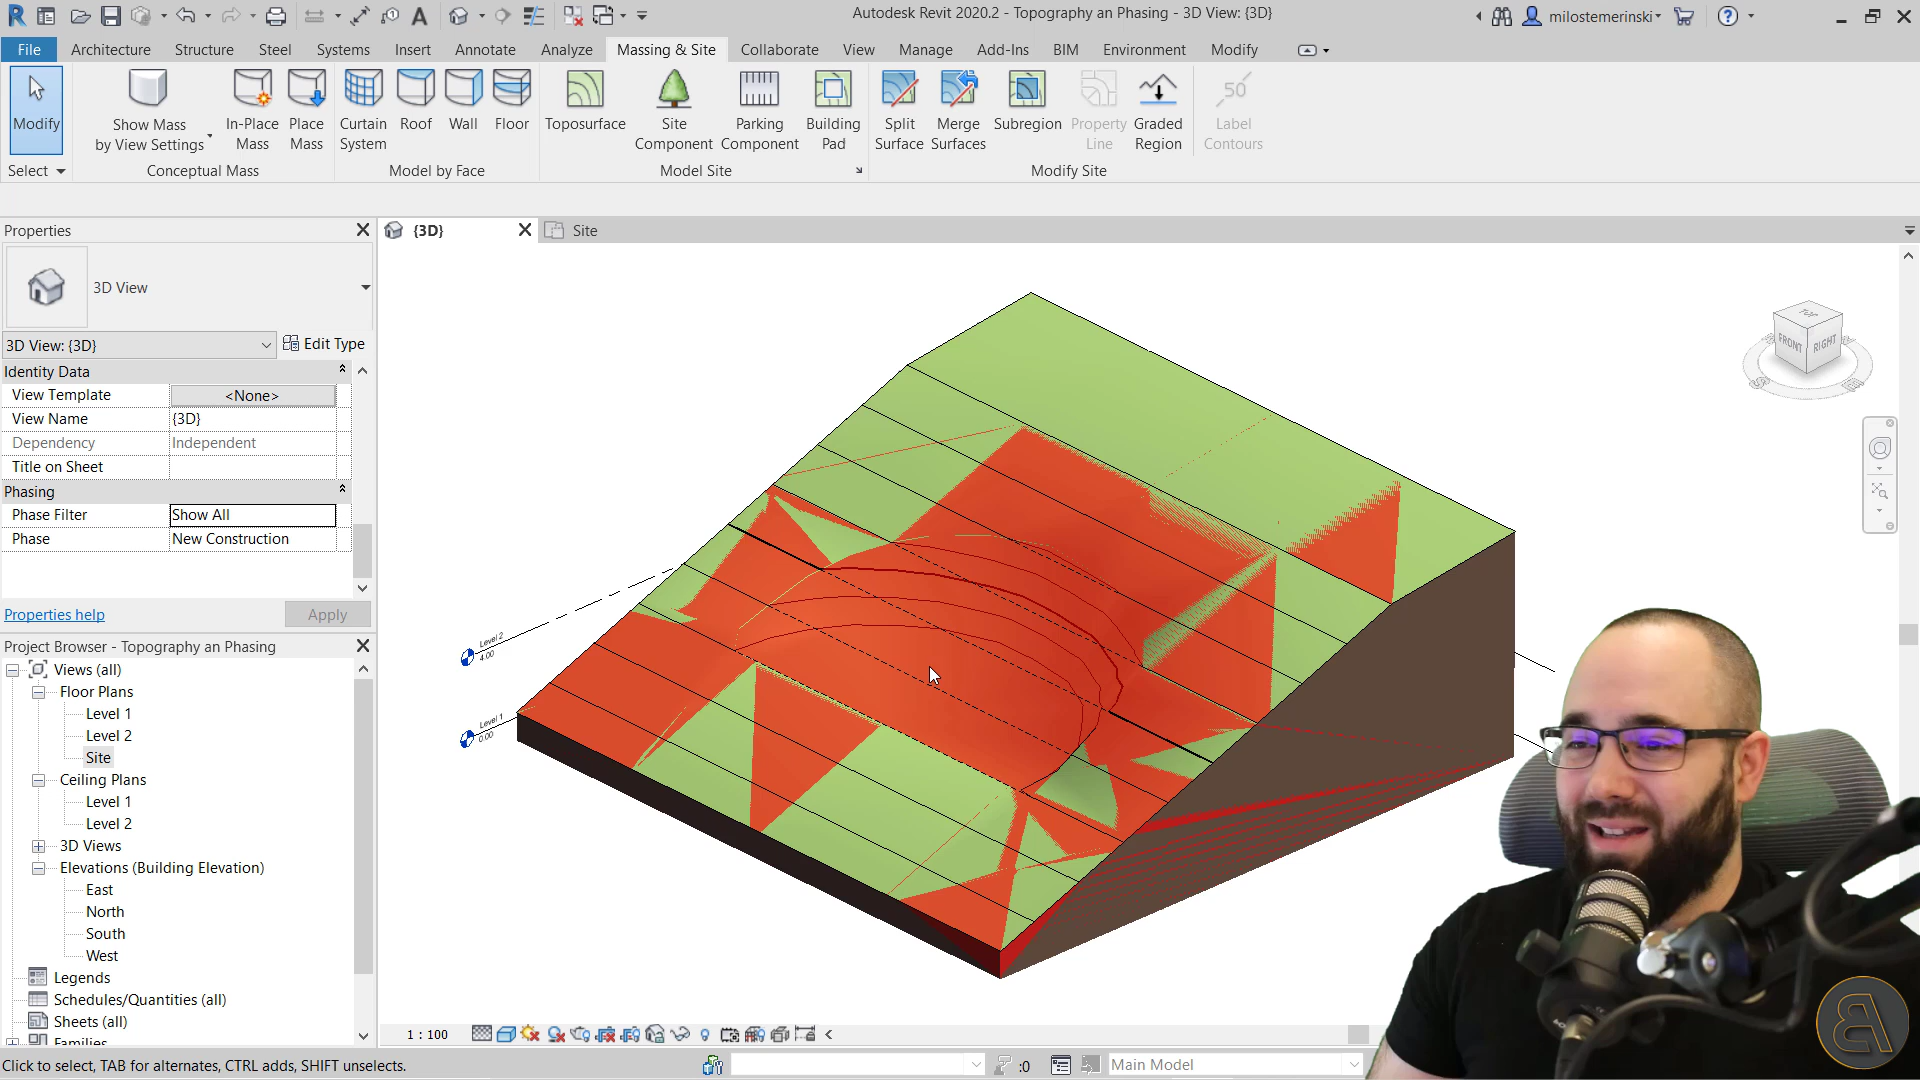 Autodesk Revit 2020.2 - Topography an Phasing - 3D View: {3D}
milostemerinski
File
Architecture
Structure
Steel
Systems
Insert
Annotate
Analyze
Massing & Site
Collaborate
View
Manage
Add-Ins
BIM
Environment
Modify
Modify
Show Mass
by View Settings
In-Place
Mass
Place
Mass
Curtain
System
Roof
Wall
Floor
Toposurface
Site
Component
Parking
Component
Building
Pad
Split
Surface
Merge
Surfaces
Subregion
Property
Line
Graded
Region
Label
Contours
50
Select
Conceptual Mass
Model by Face
Model Site
Modify Site
Properties
{3D}
Site
3D View
3D View: {3D}
Edit Type
Identity Data
View Template
<None>
View Name
{3D}
Dependency
Independent
Title on Sheet
Phasing
Phase Filter
Show All
Phase
New Construction
Properties help
Apply
Project Browser - Topography an Phasing
Views (all)
Floor Plans
Level 1
Level 2
Site
Ceiling Plans
Level 1
Level 2
3D Views
Elevations (Building Elevation)
East
North
South
West
Legends
Schedules/Quantities (all)
Sheets (all)
Families
Level 2
4.00
Level 1
0.00
TOP
FRONT
RIGHT
1 : 100
Click to select, TAB for alternates, CTRL adds, SHIFT unselects.
:0
Main Model